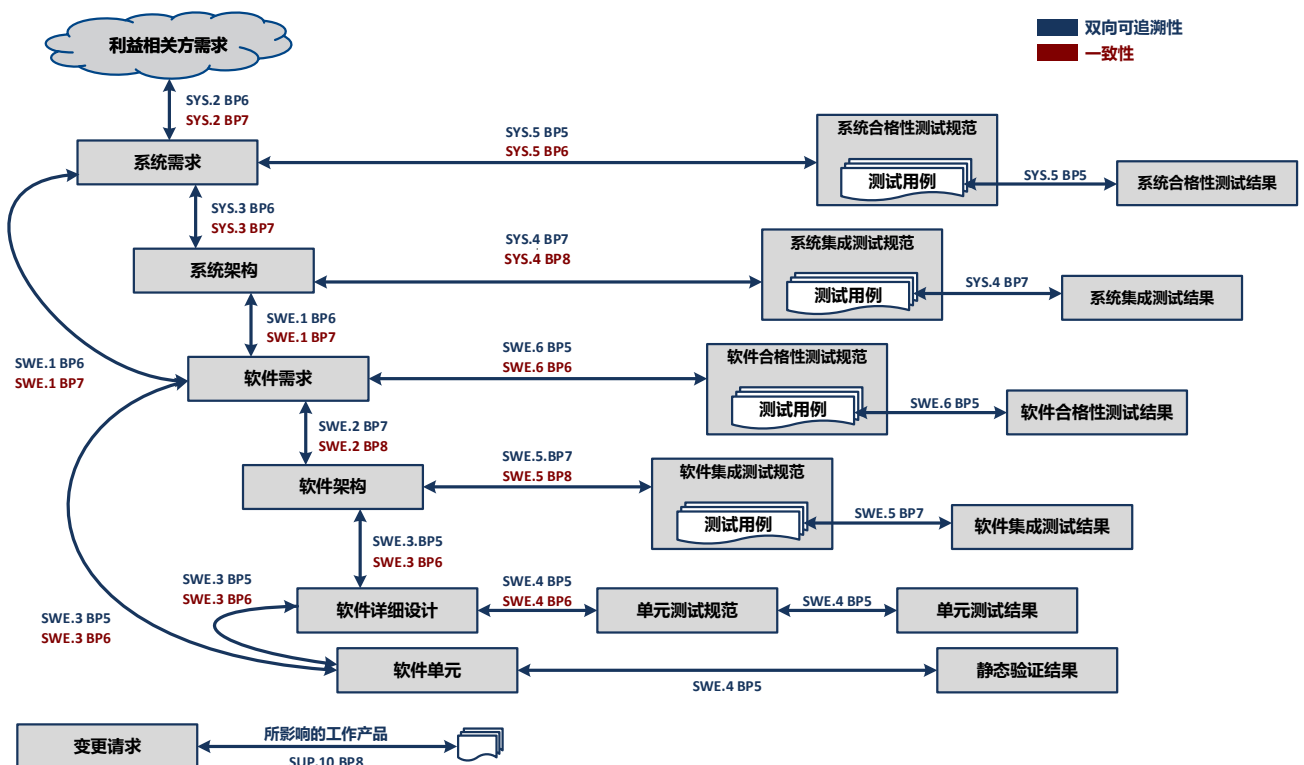 利益相关方需求
双向可追溯性
一致性
SYS.2 BP6
SYS.2 BP7
系统需求
SYS.5 BP5
SYS.5 BP6
系统合格性测试规范
测试用例
SYS.5 BP5
系统合格性测试结果
SYS.3 BP6
SYS.3 BP7
系统架构
SYS.4 BP7
SYS.4 BP8
系统集成测试规范
测试用例
SYS.4 BP7
系统集成测试结果
SWE.1 BP6
SWE.1 BP7
SWE.1 BP6
SWE.1 BP7
软件需求
SWE.6 BP5
SWE.6 BP6
软件合格性测试规范
测试用例
SWE.6 BP5
软件合格性测试结果
SWE.2 BP7
SWE.2 BP8
软件架构
SWE.5.BP7
SWE.5 BP8
软件集成测试规范
测试用例
SWE.5 BP7
软件集成测试结果
SWE.3.BP5
SWE.3 BP6
SWE.3 BP5
SWE.3 BP6
软件详细设计
SWE.4 BP5
SWE.4 BP6
单元测试规范
SWE.4 BP5
单元测试结果
SWE.3 BP5
SWE.3 BP6
软件单元
SWE.4 BP5
静态验证结果
变更请求
所影响的工作产品
SUP.10 BP8